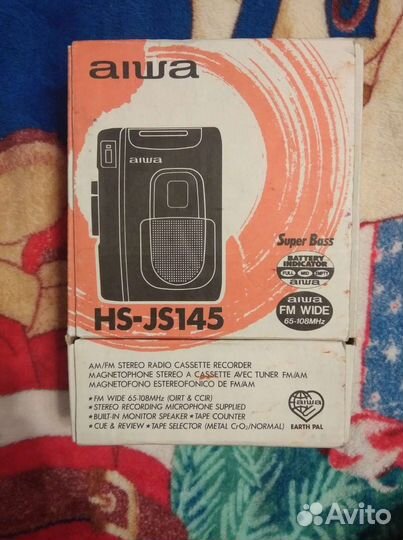 aiwa
aiwa
Super Bass
BATTERY
INDICATOR
FULL MID EMPTY
aiwa
aiwa
FM WIDE
65-108MHz
HS-JS145
AM/FM STEREO RADIO CASSETTE RECORDER
MAGNETOPHONE STEREO A CASSETTE AVEC TUNER FM/AM
MAGNETOFONO ESTEREOFONICO DE FM/AM
• FM WIDE 65-108MHz (OIRT & CCIR)
• STEREO RECORDING MICROPHONE SUPPLIED
• BUILT-IN MONITOR SPEAKER • TAPE COUNTER
• CUE & REVIEW • TAPE SELECTOR (METAL CrO₂/NORMAL)
aiwa
EARTH PAL
Avito